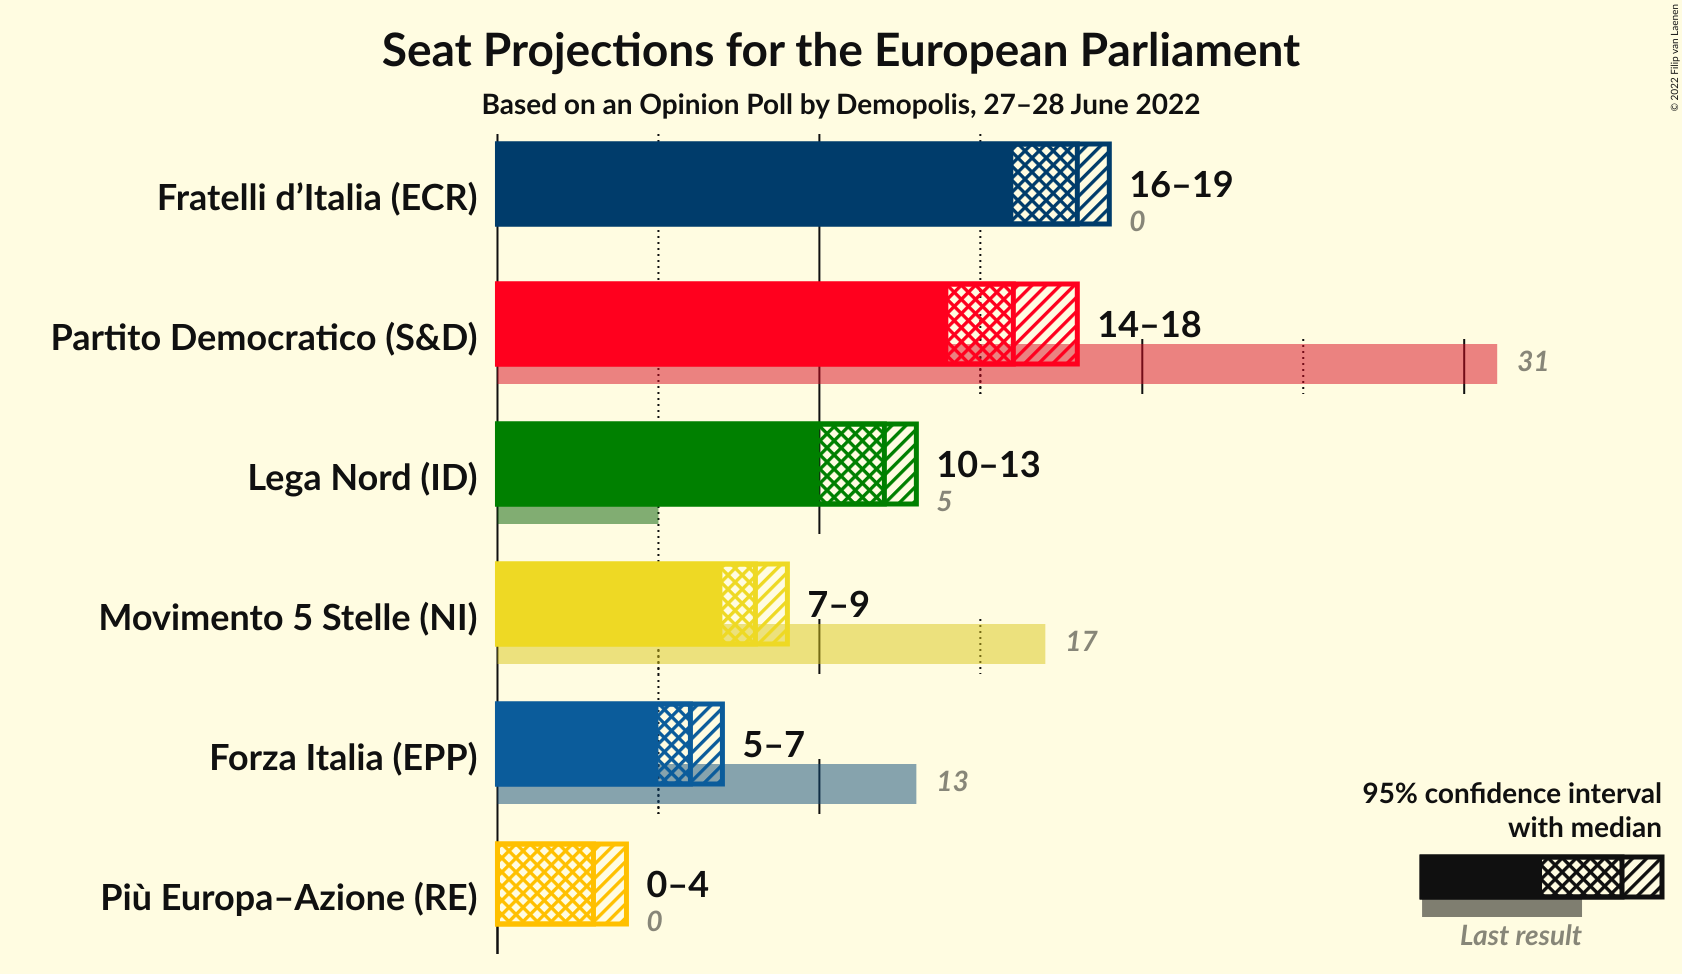 Seat Projections for the European Parliament
Based on an Opinion Poll by Demopolis, 27–28 June 2022
© 2022 Filip van Laenen
Fratelli d’Italia (ECR)
16–19
0
Partito Democratico (S&D)
14–18
31
Lega Nord (ID)
10–13
5
Movimento 5 Stelle (NI)
7–9
17
Forza Italia (EPP)
5–7
13
Più Europa–Azione (RE)
0–4
0
95% confidence interval
with median
Last result